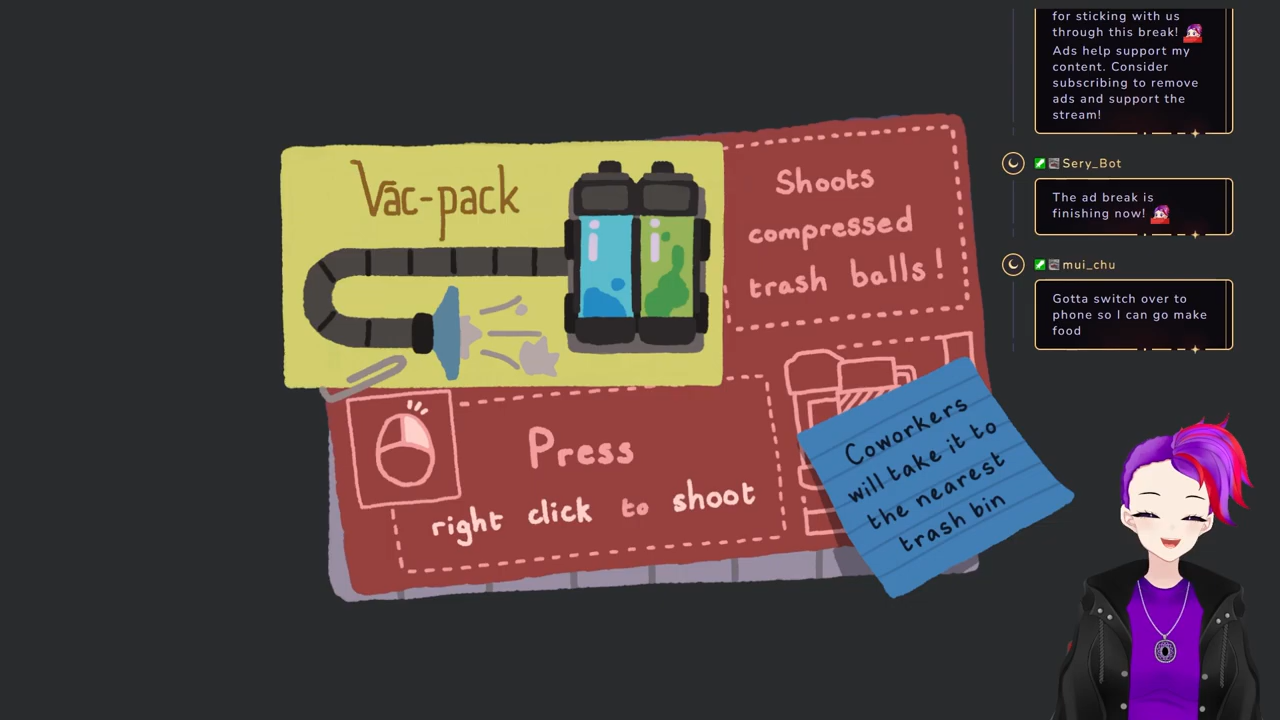 Vac-pack
Shoots
compressed
trash balls!
Press
right click to shoot
Coworkers
will take it to
the nearest
trash bin
for sticking with us
through this break!
Ads help support my
content. Consider
subscribing to remove
ads and support the
stream!
Sery_Bot
The ad break is
finishing now!
mui_chu
Gotta switch over to
phone so I can go make
food